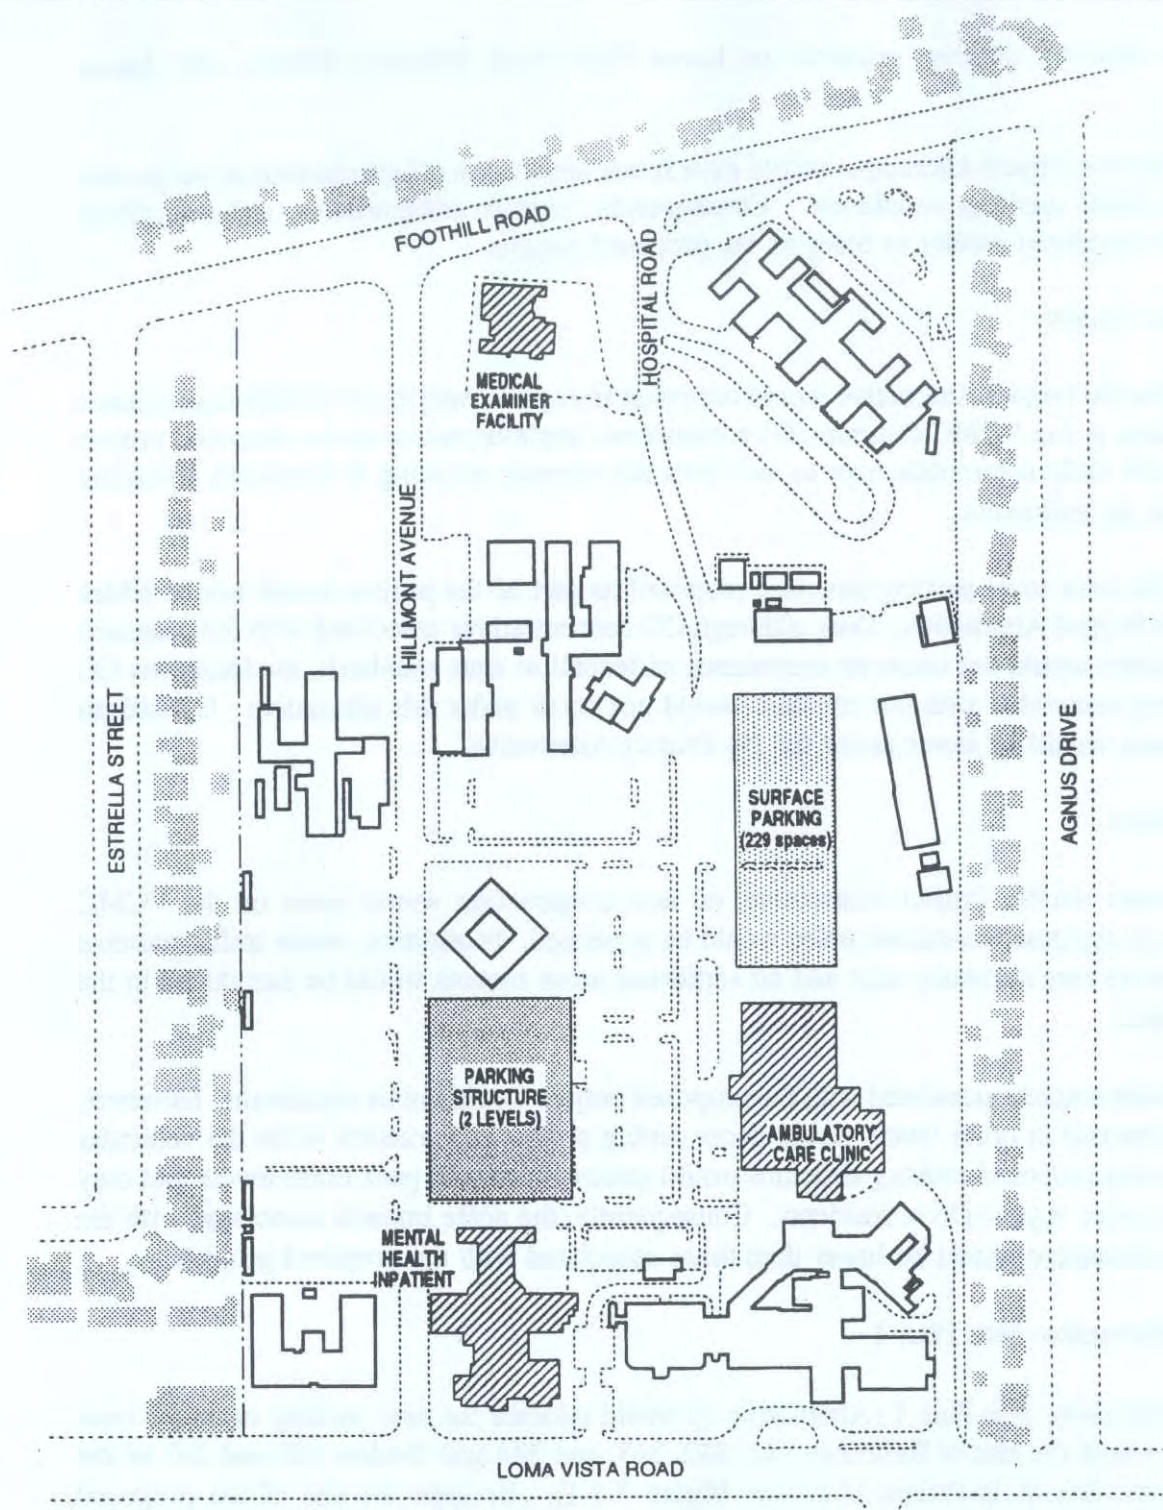 FOOTHILL ROAD
HOSPITAL ROAD
MEDICAL
EXAMINER
FACILITY
HILLMONT AVENUE
ESTRELLA STREET
AGNUS DRIVE
SURFACE
PARKING
(229 spaces)
PARKING
STRUCTURE
(2 LEVELS)
AMBULATORY
CARE CLINIC
MENTAL
HEALTH
INPATIENT
LOMA VISTA ROAD